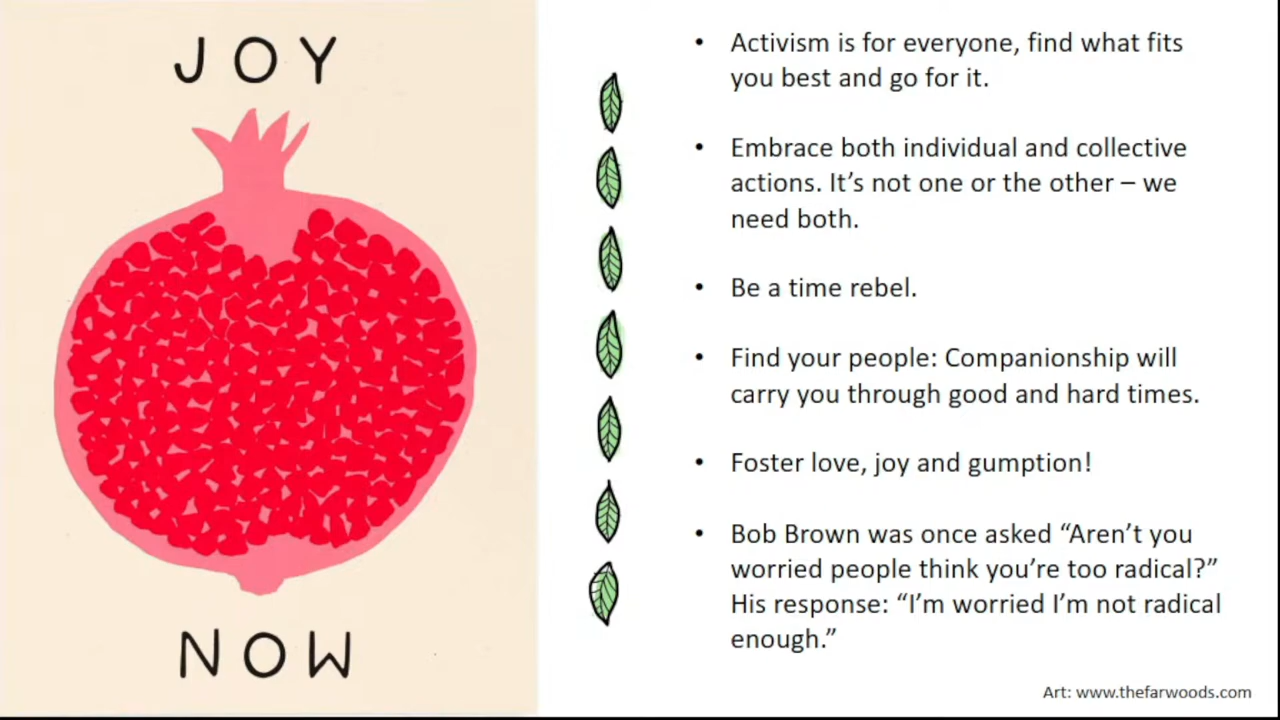 JOY
NOW
• Activism is for everyone, find what fits
you best and go for it.
• Embrace both individual and collective
actions. It’s not one or the other – we
need both.
• Be a time rebel.
• Find your people: Companionship will
carry you through good and hard times.
• Foster love, joy and gumption!
• Bob Brown was once asked “Aren’t you
worried people think you’re too radical?”
His response: “I’m worried I’m not radical
enough.”
Art: www.thefarwoods.com